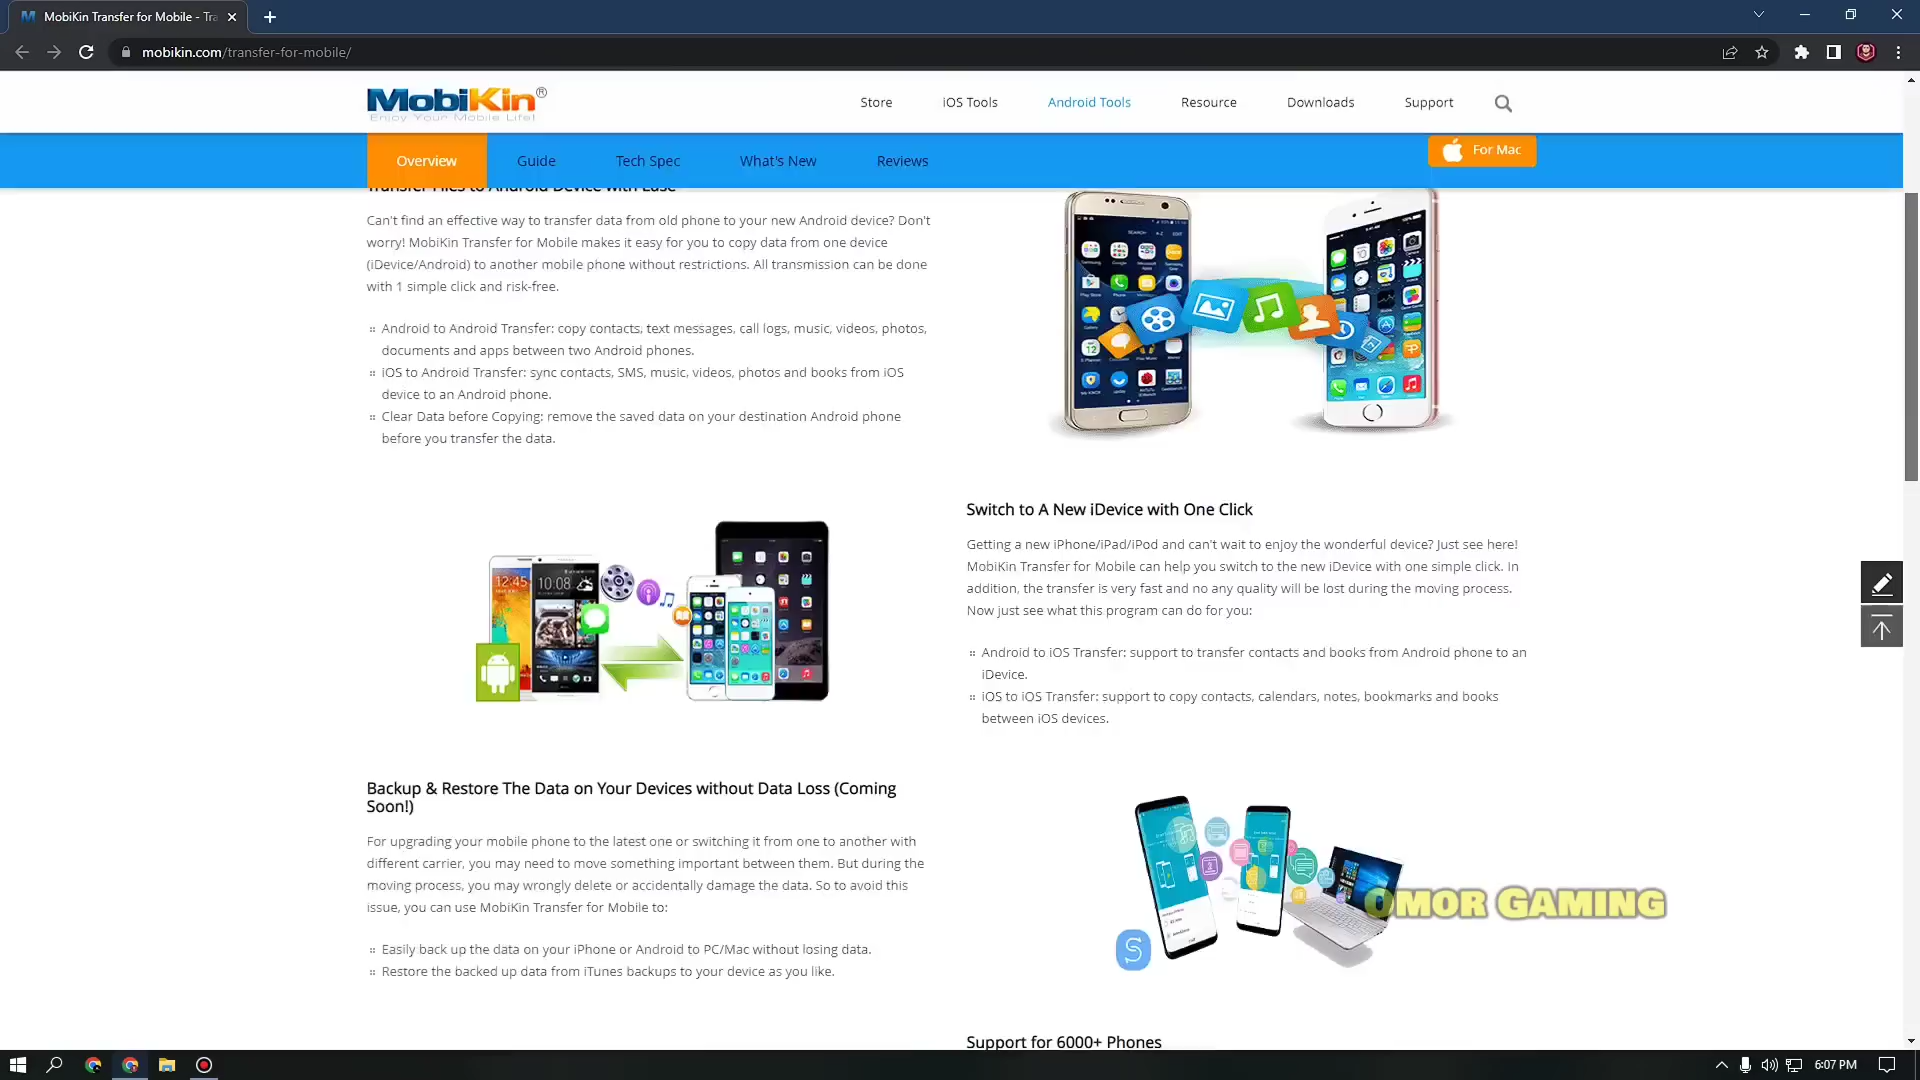 MobiKin Transfer for Mobile - Tra
mobikin.com/transfer-for-mobile/
MobiKin®
Enjoy Your Mobile Life!
Store
iOS Tools
Android Tools
Resource
Downloads
Support
Overview
Guide
Tech Spec
What's New
Reviews
For Mac
Transfer Files to Android Device with Ease
Can't find an effective way to transfer data from old phone to your new Android device? Don't
worry! MobiKin Transfer for Mobile makes it easy for you to copy data from one device
(iDevice/Android) to another mobile phone without restrictions. All transmission can be done
with 1 simple click and risk-free.
Android to Android Transfer: copy contacts, text messages, call logs, music, videos, photos,
documents and apps between two Android phones.
iOS to Android Transfer: sync contacts, SMS, music, videos, photos and books from iOS
device to an Android phone.
Clear Data before Copying: remove the saved data on your destination Android phone
before you transfer the data.
12:45
10:08
Switch to A New iDevice with One Click
Getting a new iPhone/iPad/iPod and can't wait to enjoy the wonderful device? Just see here!
MobiKin Transfer for Mobile can help you switch to the new iDevice with one simple click. In
addition, the transfer is very fast and no any quality will be lost during the moving process.
Now just see what this program can do for you:
Android to iOS Transfer: support to transfer contacts and books from Android phone to an
iDevice.
iOS to iOS Transfer: support to copy contacts, calendars, notes, bookmarks and books
between iOS devices.
Backup & Restore The Data on Your Devices without Data Loss (Coming
Soon!)
For upgrading your mobile phone to the latest one or switching it from one to another with
different carrier, you may need to move something important between them. But during the
moving process, you may wrongly delete or accidentally damage the data. So to avoid this
issue, you can use MobiKin Transfer for Mobile to:
Easily back up the data on your iPhone or Android to PC/Mac without losing data.
Restore the backed up data from iTunes backups to your device as you like.
S
OMOR GAMING
Support for 6000+ Phones
6:07 PM